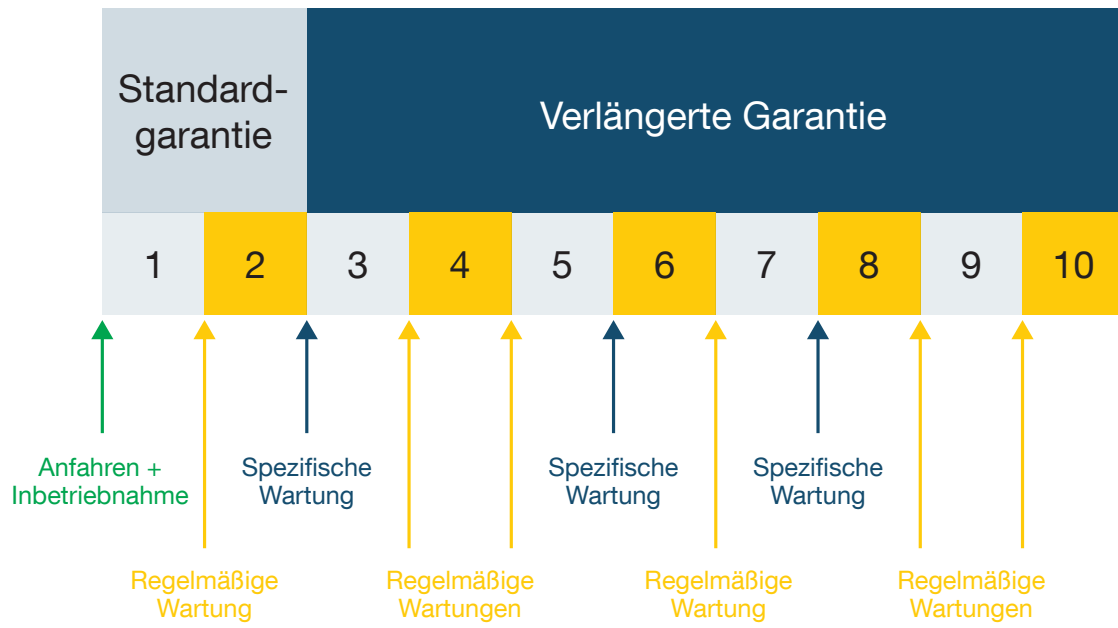 Standard-
garantie
Verlängerte Garantie
1 2 3 4 5 6 7 8 9 10
Anfahren +
Inbetriebnahme
Spezifische
Wartung
Spezifische
Wartung
Spezifische
Wartung
Regelmäßige
Wartung
Regelmäßige
Wartungen
Regelmäßige
Wartung
Regelmäßige
Wartungen